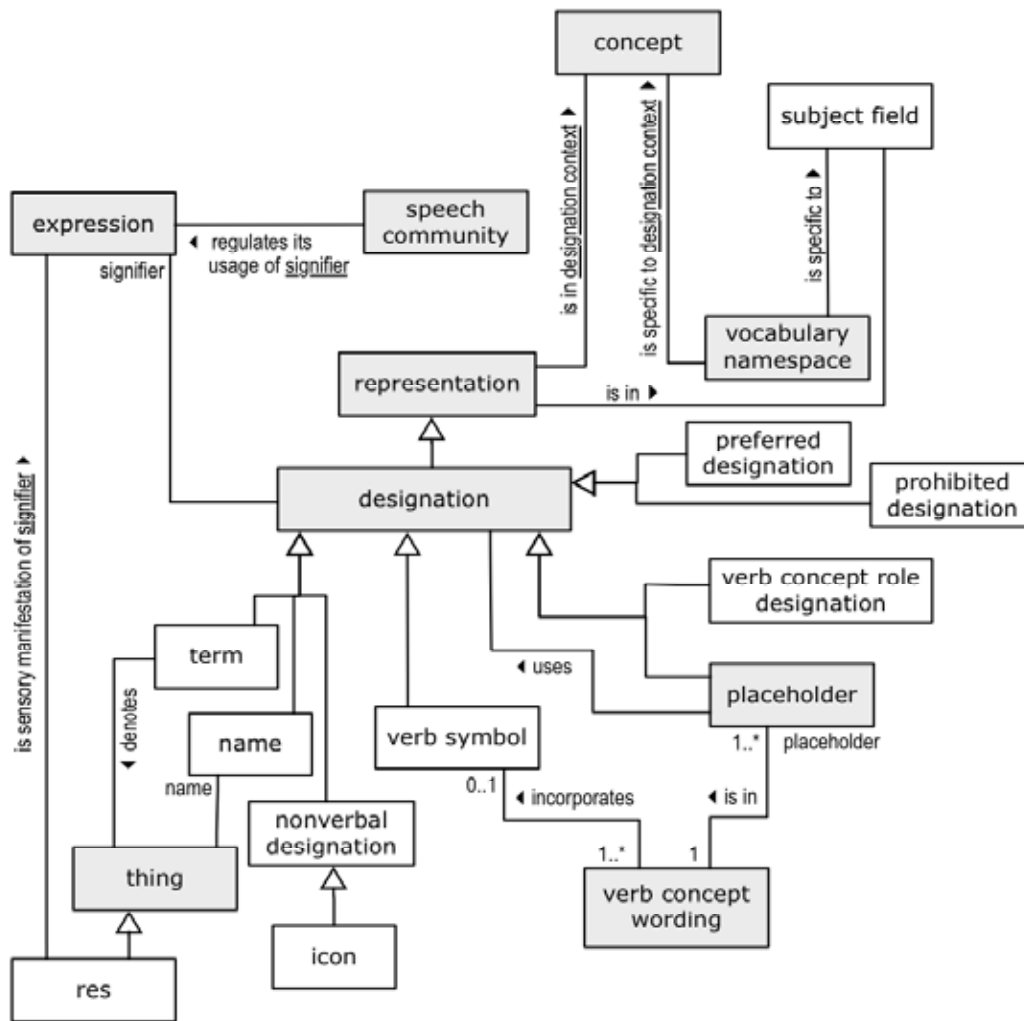 concept
subject field
is in designation context ►
is specific to designation context ►
is specific to ►
expression
signifier
speech
community
◄ regulates its
usage of signifier
vocabulary
namespace
representation
is in ►
is sensory manifestation of signifier ►
designation
preferred
designation
prohibited
designation
verb concept role
designation
term
◄ denotes
name
name
◄ uses
placeholder
1..*
placeholder
verb symbol
0..1
◄ incorporates
◄ is in
nonverbal
designation
1..*
1
thing
verb concept
wording
icon
res